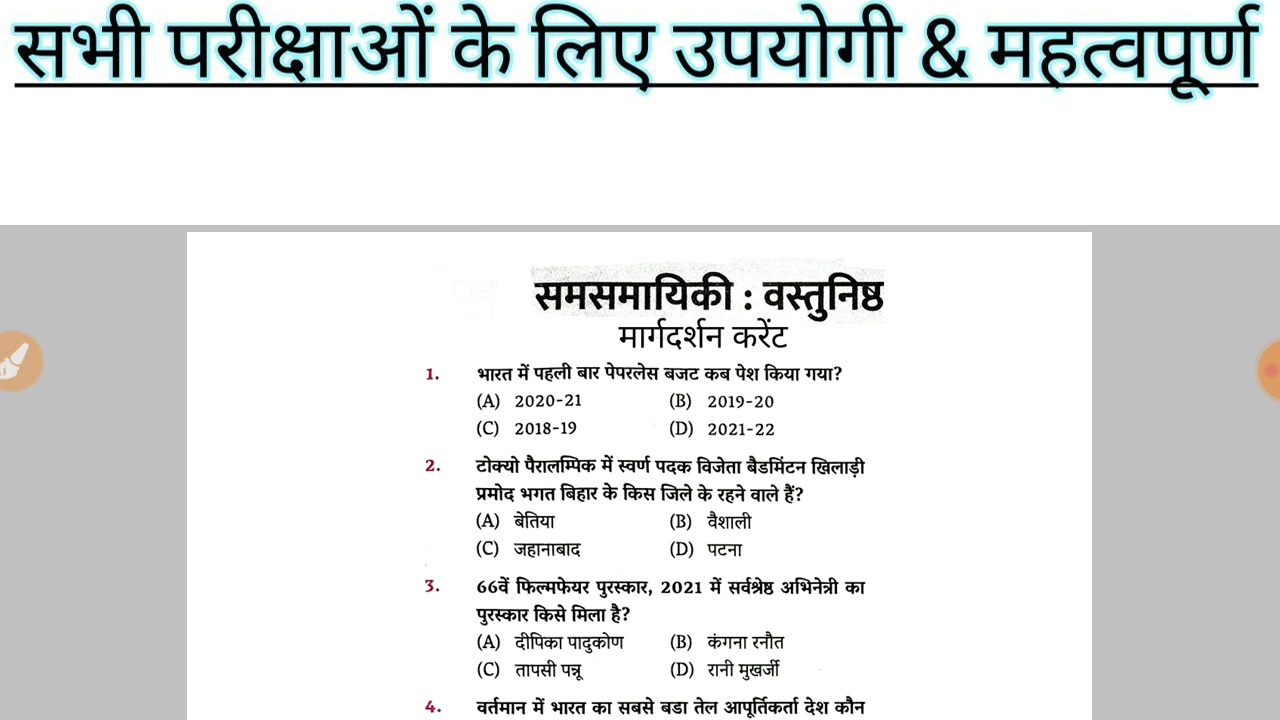 सभी परीक्षाओं के लिए उपयोगी & महत्वपूर्ण
समसमायिकी : वस्तुनिष्ठ
मार्गदर्शन करेंट
1. भारत में पहली बार पेपरलेस बजट कब पेश किया गया?
(A) 2020-21 (B) 2019-20
(C) 2018-19 (D) 2021-22
2. टोक्यो पैरालम्पिक में स्वर्ण पदक विजेता बैडमिंटन खिलाड़ी
प्रमोद भगत बिहार के किस जिले के रहने वाले हैं?
(A) बेतिया (B) वैशाली
(C) जहानाबाद (D) पटना
3. 66वें फिल्मफेयर पुरस्कार, 2021 में सर्वश्रेष्ठ अभिनेत्री का
पुरस्कार किसे मिला है?
(A) दीपिका पादुकोण (B) कंगना रनौत
(C) तापसी पन्नू (D) रानी मुखर्जी
4. वर्तमान में भारत का सबसे बडा तेल आपूर्तिकर्ता देश कौन